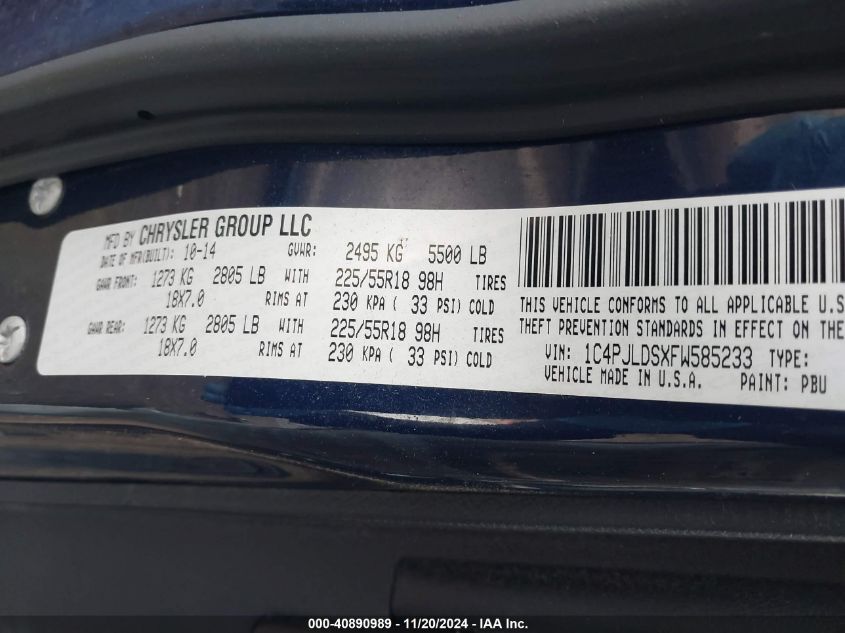 MFD BY CHRYSLER GROUP LLC
DATE OF MFR(BUILT): 10-14 GVWR: 2495 KG 5500 LB
GAWR FRONT: 1273 KG 2805 LB WITH 225/55R18 98H TIRES
18X7.0 RIMS AT 230 KPA ( 33 PSI) COLD
GAWR REAR: 1273 KG 2805 LB WITH 225/55R18 98H TIRES
18X7.0 RIMS AT 230 KPA ( 33 PSI) COLD
THIS VEHICLE CONFORMS TO ALL APPLICABLE U.S
THEFT PREVENTION STANDARDS IN EFFECT ON THE
VIN: 1C4PJLDSXFW585233 TYPE:
VEHICLE MADE IN U.S.A. PAINT: PBU
000-40890989 - 11/20/2024 - IAA Inc.